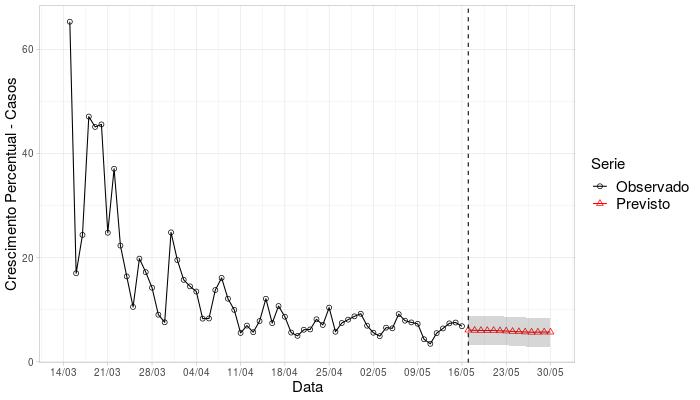 Crescimento Percentual - Casos
60
40
20
0
14/03 21/03 28/03 04/04 11/04 18/04 25/04 02/05 09/05 16/05 23/05 30/05
Data
Serie
Observado
Previsto